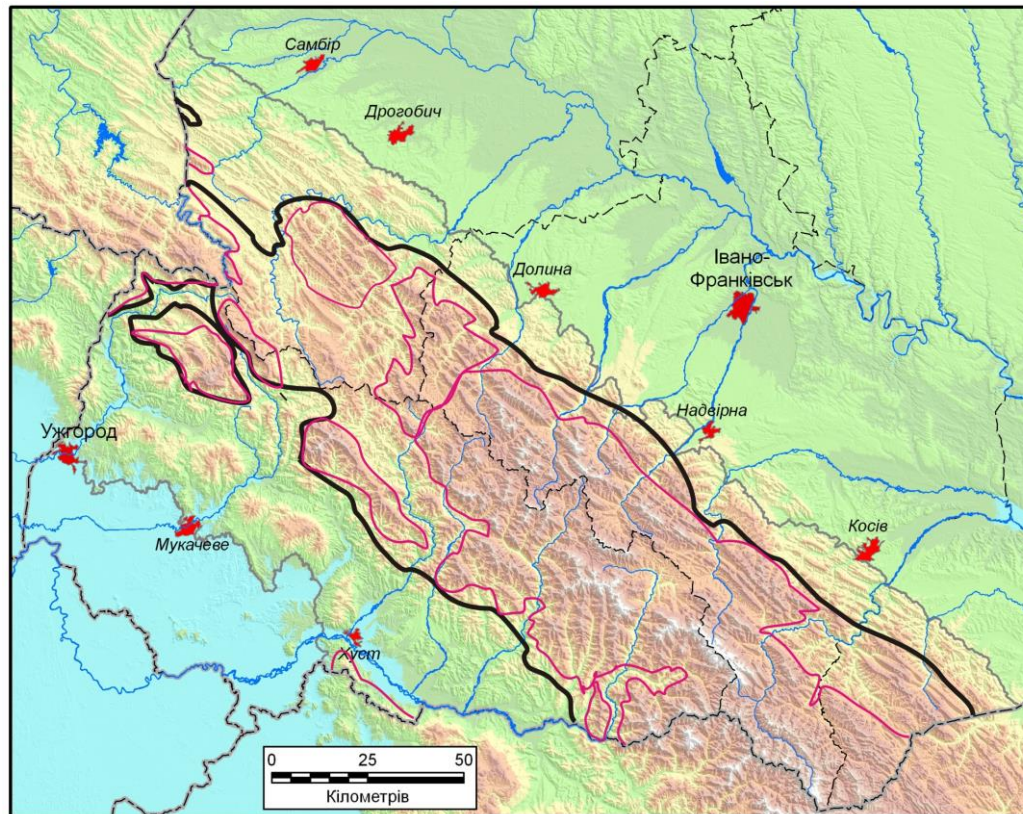 Самбір
Дрогобич
Долина
Івано-
Франківськ
Надвірна
Ужгород
Косів
Мукачеве
Хуст
0 25 50
Кілометрів